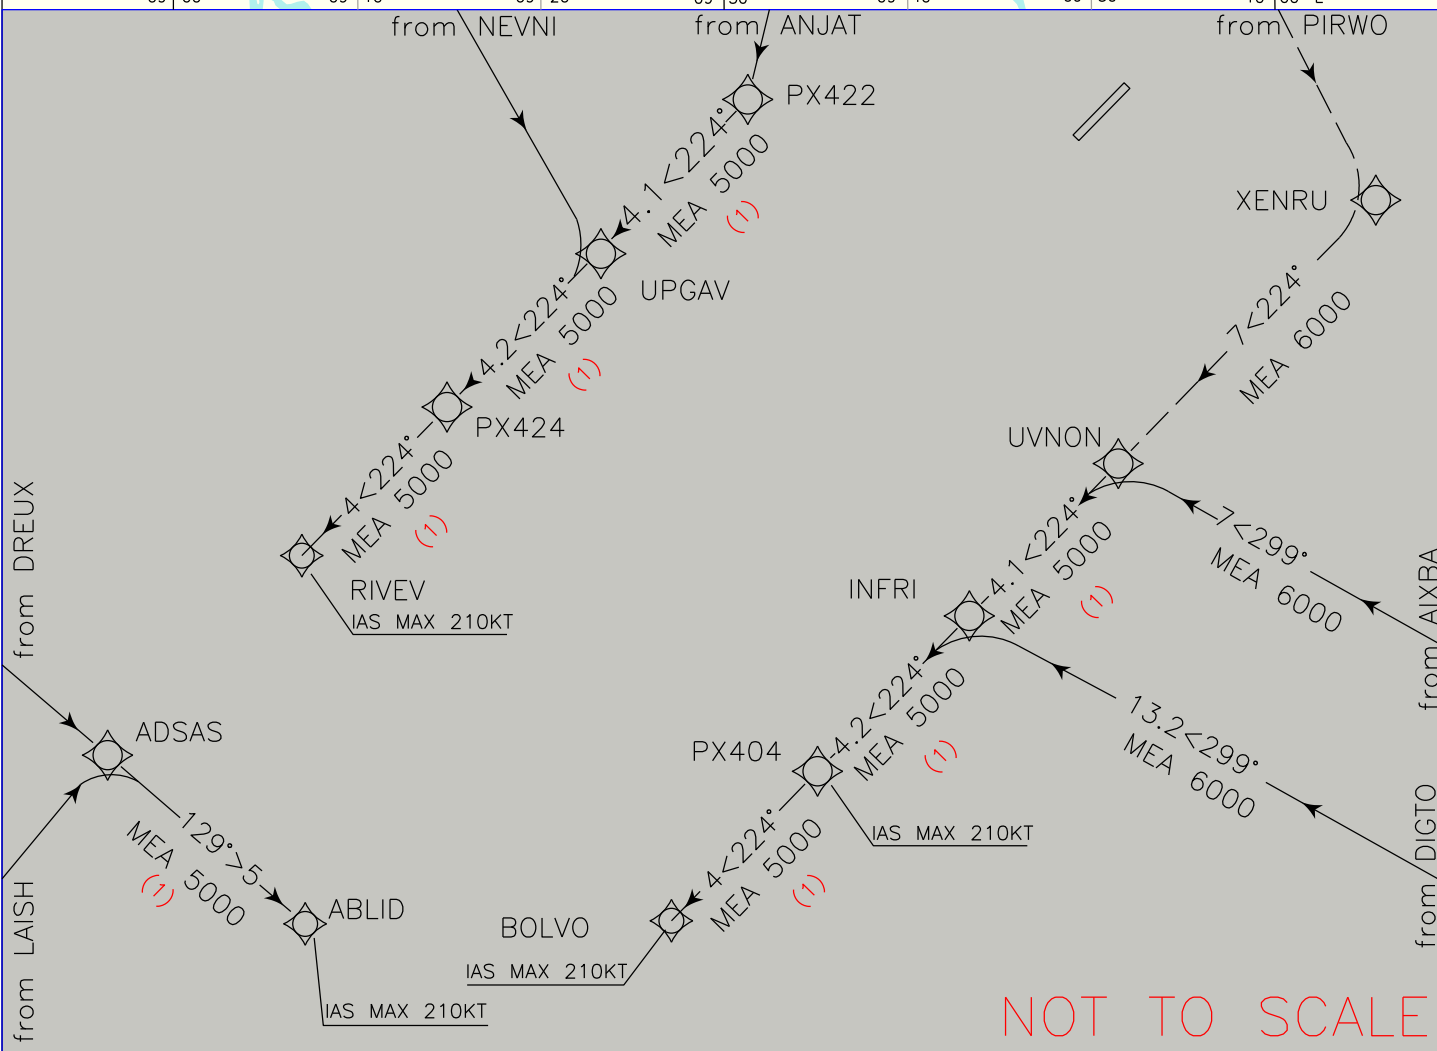 from NEVNI
from ANJAT
from PIRWO
PX422
4.1<224°
MEA 5000
(1)
XENRU
UPGAV
4.2<224°
MEA 5000
(1)
7<224°
MEA 6000
PX424
UVNON
4<224°
MEA 5000
(1)
from DREUX
7<299°
MEA 6000
from AIXBA
4.1<224°
MEA 5000
(1)
INFRI
RIVEV
IAS MAX 210KT
4.2<224°
MEA 5000
(1)
13.2<299°
MEA 6000
from DIGTO
ADSAS
PX404
IAS MAX 210KT
129°>5
MEA 5000
(1)
4<224°
MEA 5000
(1)
ABLID
BOLVO
IAS MAX 210KT
from LAISH
IAS MAX 210KT
NOT TO SCALE